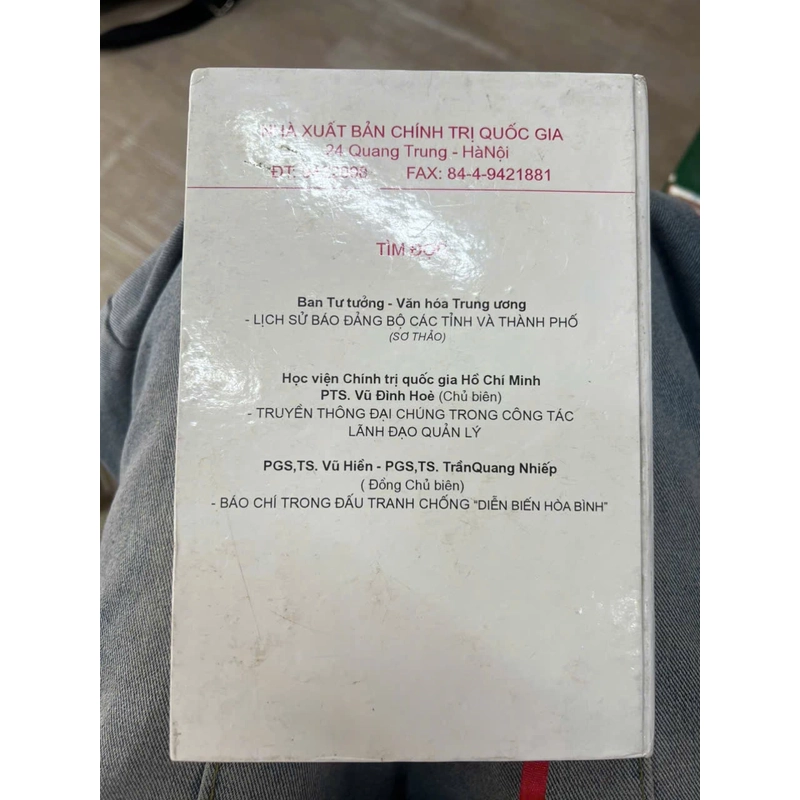 NHÀ XUẤT BẢN CHÍNH TRỊ QUỐC GIA
24 Quang Trung - HàNội
ĐT: FAX: 84-4-9421881
TÌM ĐỌC
Ban Tư tưởng - Văn hóa Trung ương
- LỊCH SỬ BÁO ĐẢNG BỘ CÁC TỈNH VÀ THÀNH PHỐ
(SƠ THẢO)
Học viện Chính trị quốc gia Hồ Chí Minh
PTS. Vũ Đình Hoè (Chủ biên)
- TRUYỀN THÔNG ĐẠI CHÚNG TRONG CÔNG TÁC
LÃNH ĐẠO QUẢN LÝ
PGS,TS. Vũ Hiền - PGS,TS. TrầnQuang Nhiếp
( Đồng Chủ biên)
- BÁO CHÍ TRONG ĐẤU TRANH CHỐNG "DIỄN BIẾN HÒA BÌNH"